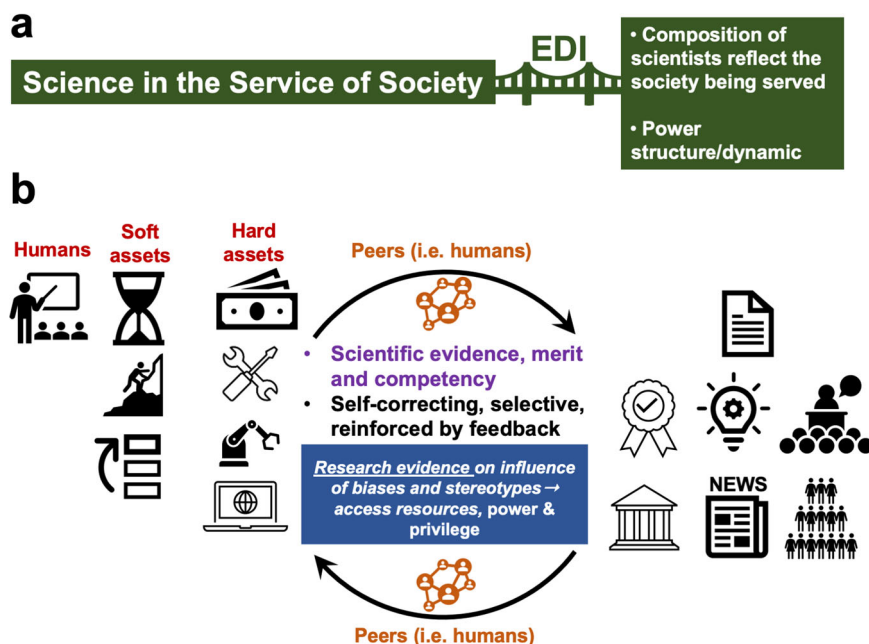 a
Science in the Service of Society
EDI
• Composition of
scientists reflect the
society being served
• Power
structure/dynamic
b
Humans
Soft
assets
Hard
assets
Peers (i.e. humans)
• Scientific evidence, merit
and competency
• Self-correcting, selective,
reinforced by feedback
Research evidence on influence
of biases and stereotypes →
access resources, power &
privilege
NEWS
Peers (i.e. humans)